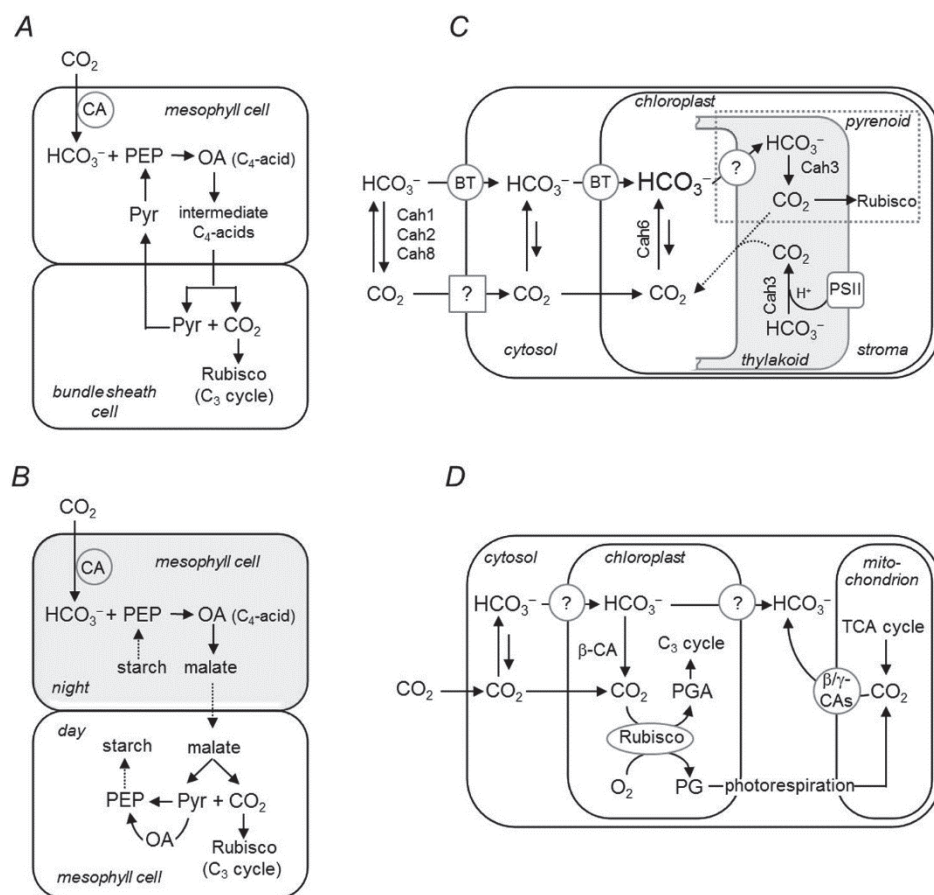 A
CO₂
CA
mesophyll cell
HCO₃⁻ + PEP → OA (C₄-acid)
Pyr
intermediate
C₄-acids
Pyr + CO₂
Rubisco
(C₃ cycle)
bundle sheath
cell
B
CO₂
CA
mesophyll cell
HCO₃⁻ + PEP → OA (C₄-acid)
starch
malate
night
day
starch
malate
PEP ← Pyr + CO₂
OA
Rubisco
(C₃ cycle)
mesophyll cell
C
chloroplast
pyrenoid
HCO₃⁻
HCO₃⁻ BT HCO₃⁻ BT HCO₃⁻ ?
Cah3
Cah1
Cah2
Cah8
Cah6
CO₂ → Rubisco
CO₂
CO₂ ? CO₂ CO₂
Cah3
H⁺
PSII
HCO₃⁻
cytosol
thylakoid
stroma
D
cytosol
chloroplast
mito-
chondrion
HCO₃⁻ ? HCO₃⁻ ? HCO₃⁻
TCA cycle
β-CA
C₃ cycle
β/γ-
CAs
CO₂ CO₂ CO₂ PGA CO₂
Rubisco
O₂ PG photorespiration